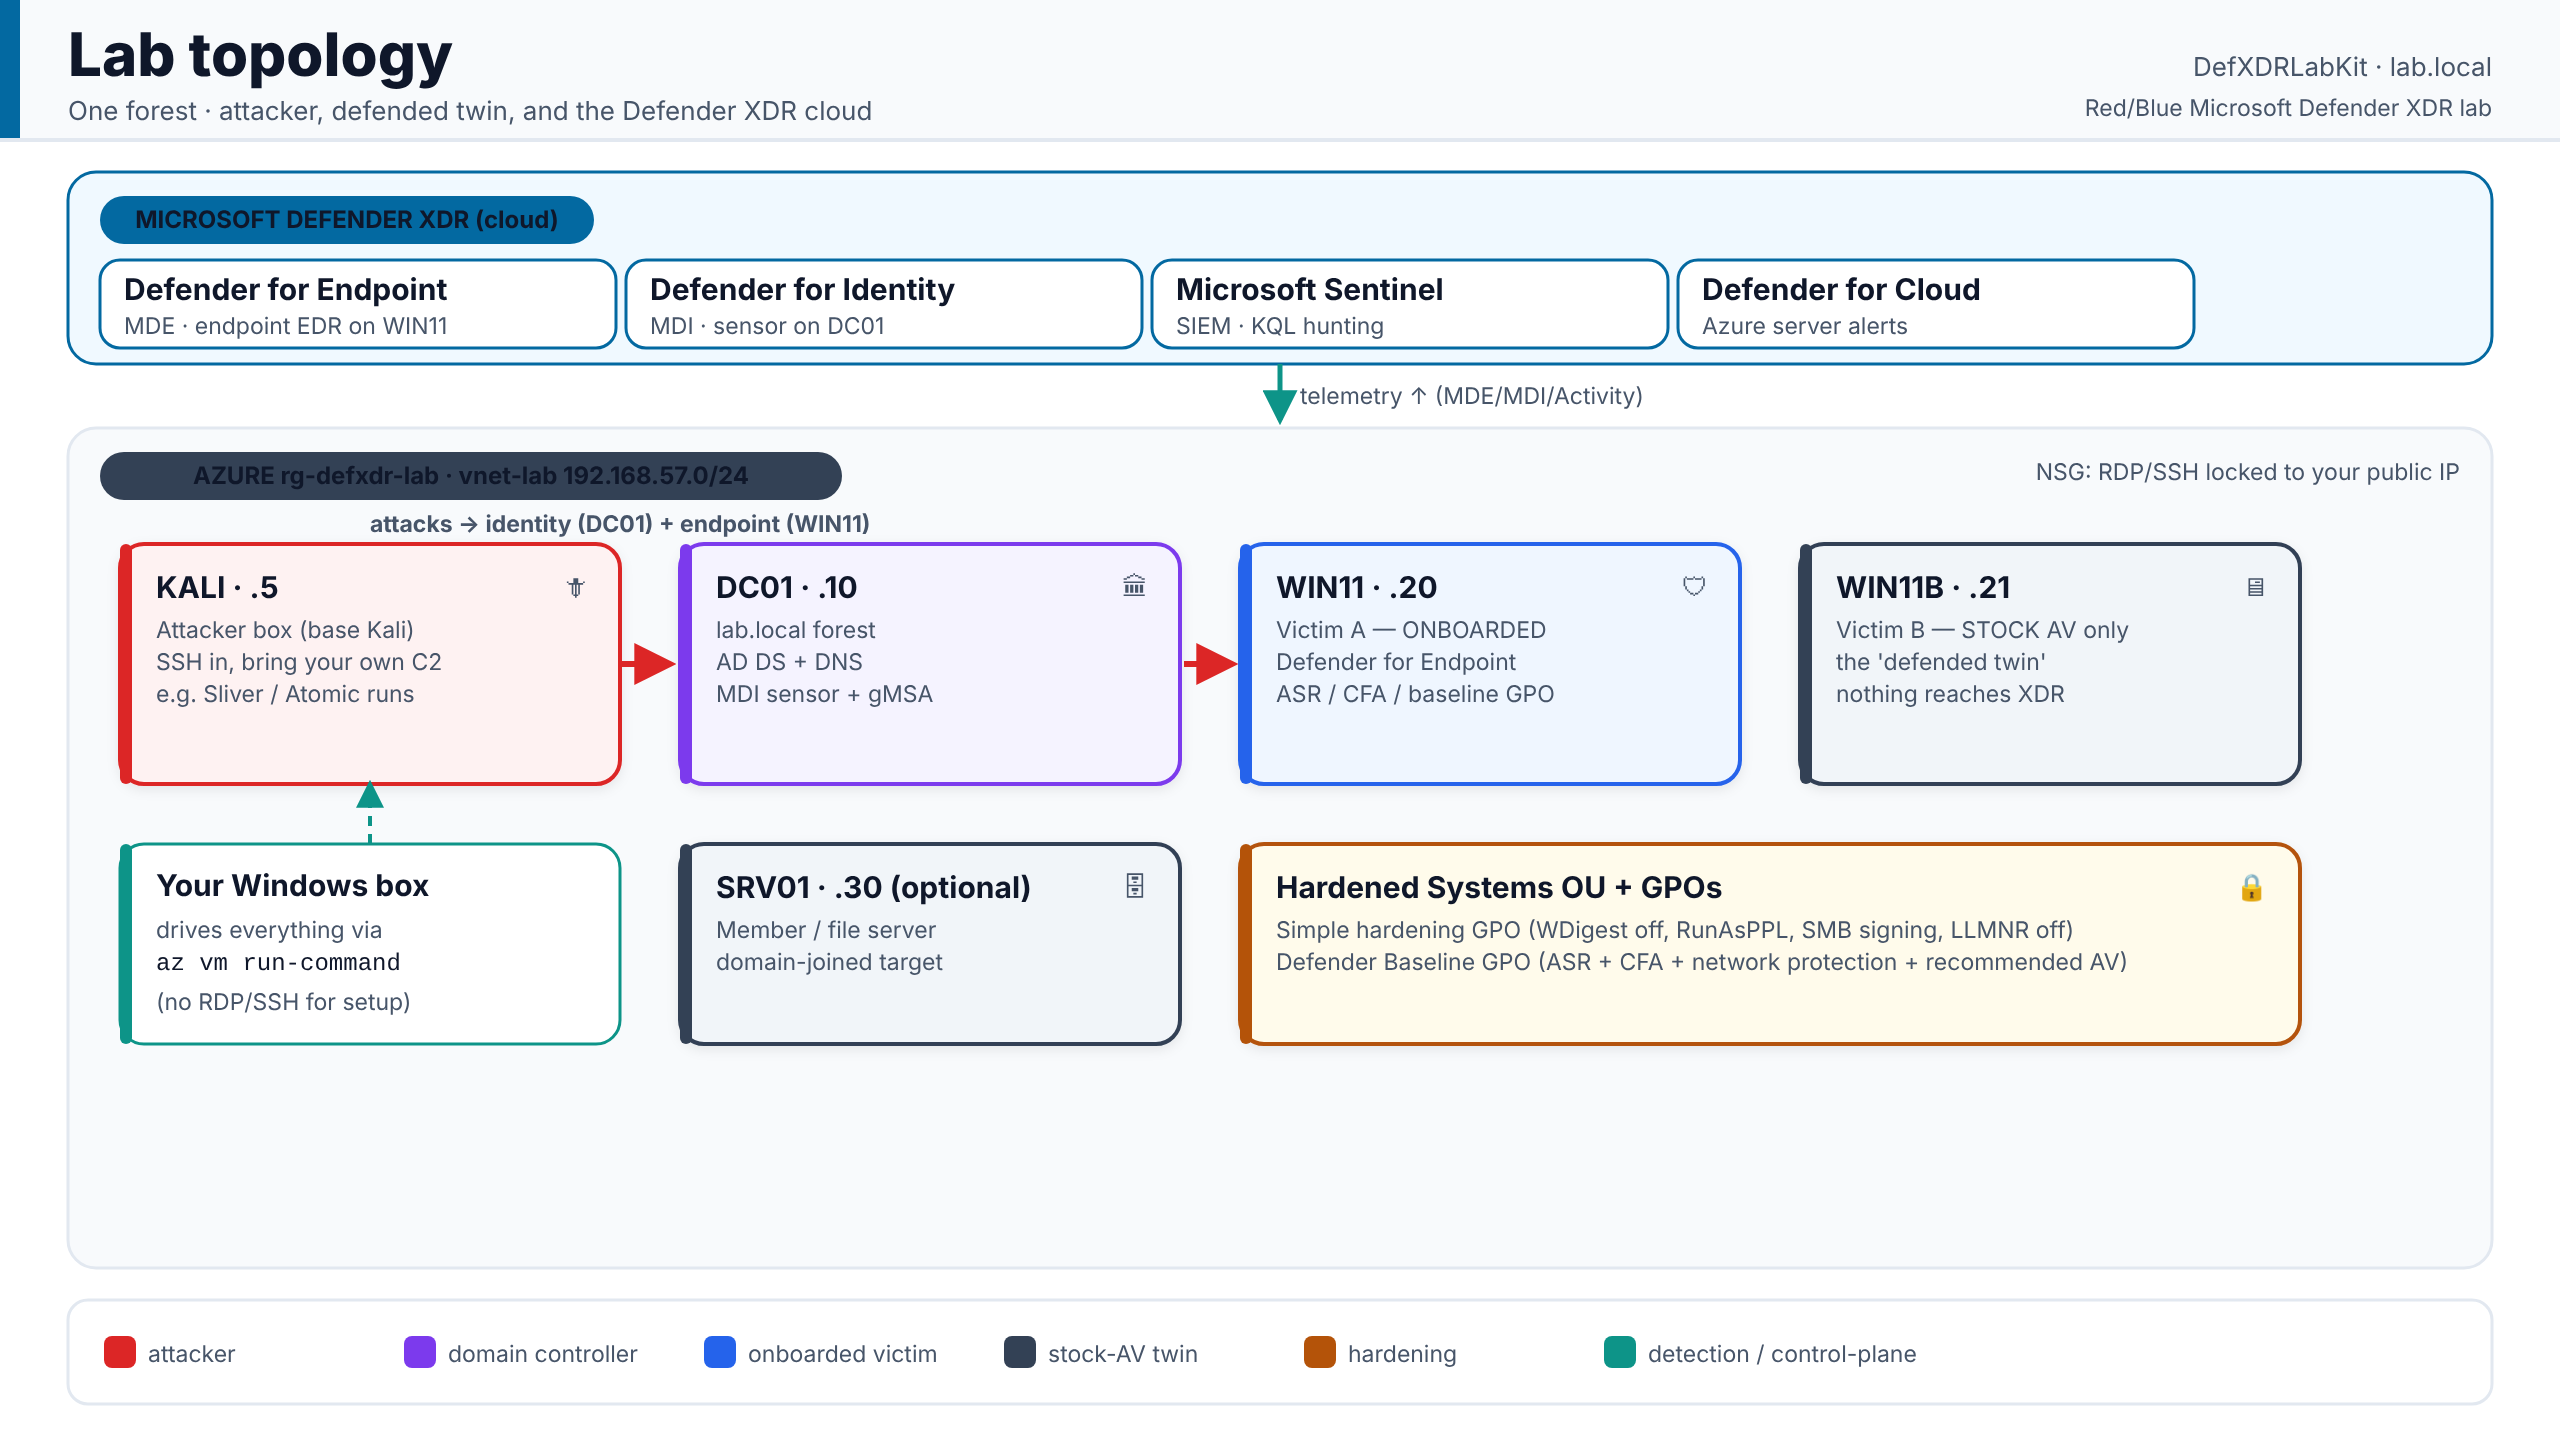 Lab topology
One forest · attacker, defended twin, and the Defender XDR cloud
DefXDRLabKit · lab.local
Red/Blue Microsoft Defender XDR lab
MICROSOFT DEFENDER XDR (cloud)
Defender for Endpoint
MDE · endpoint EDR on WIN11
Defender for Identity
MDI · sensor on DC01
Microsoft Sentinel
SIEM · KQL hunting
Defender for Cloud
Azure server alerts
telemetry ↑ (MDE/MDI/Activity)
AZURE rg-defxdr-lab · vnet-lab 192.168.57.0/24
NSG: RDP/SSH locked to your public IP
attacks → identity (DC01) + endpoint (WIN11)
KALI · .5
Attacker box (base Kali)
SSH in, bring your own C2
e.g. Sliver / Atomic runs
DC01 · .10
lab.local forest
AD DS + DNS
MDI sensor + gMSA
WIN11 · .20
Victim A — ONBOARDED
Defender for Endpoint
ASR / CFA / baseline GPO
WIN11B · .21
Victim B — STOCK AV only
the 'defended twin'
nothing reaches XDR
Your Windows box
drives everything via
az vm run-command
(no RDP/SSH for setup)
SRV01 · .30 (optional)
Member / file server
domain-joined target
Hardened Systems OU + GPOs
Simple hardening GPO (WDigest off, RunAsPPL, SMB signing, LLMNR off)
Defender Baseline GPO (ASR + CFA + network protection + recommended AV)
attacker
domain controller
onboarded victim
stock-AV twin
hardening
detection / control-plane